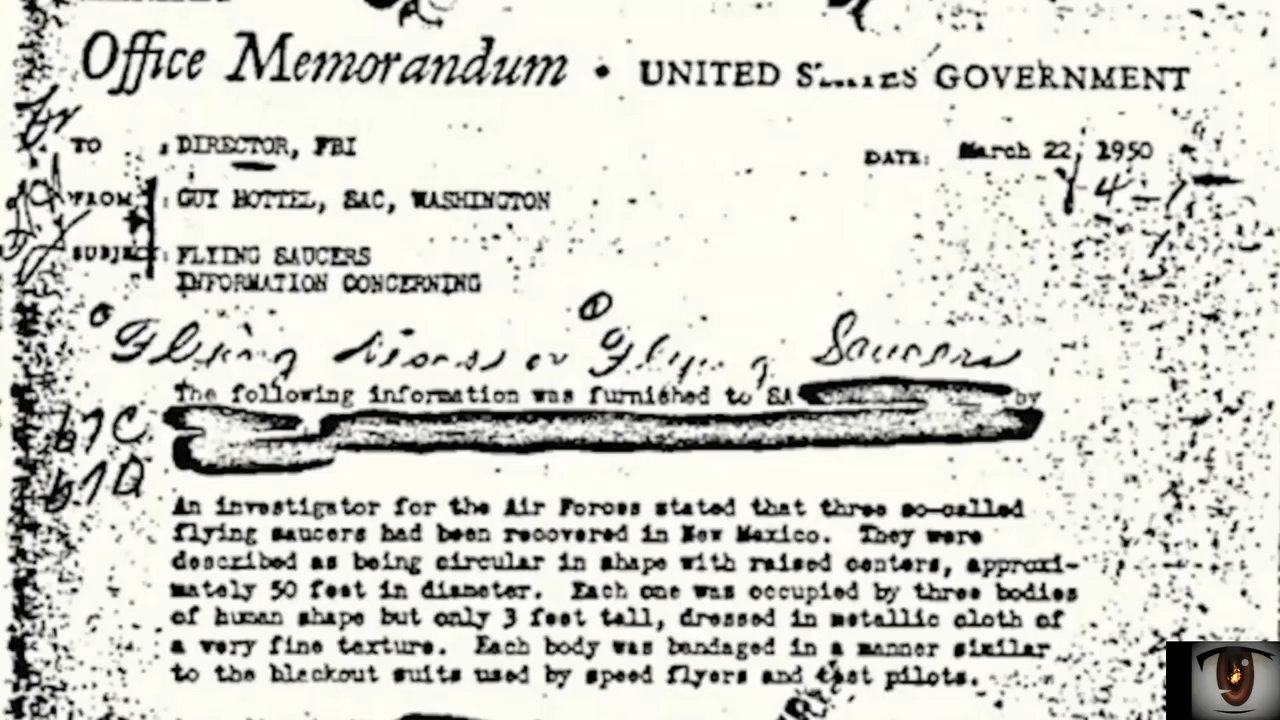 Office Memorandum • UNITED STATES GOVERNMENT
TO : DIRECTOR, FBI DATE: March 22, 1950
FROM : GUY HOTTEL, SAC, WASHINGTON
SUBJECT: FLYING SAUCERS
INFORMATION CONCERNING
Flying Discs or Flying Saucers
The following information was furnished to SA by
b7C
b7D
An investigator for the Air Forces stated that three so-called
flying saucers had been recovered in New Mexico. They were
described as being circular in shape with raised centers, approxi-
mately 50 feet in diameter. Each one was occupied by three bodies
of human shape but only 3 feet tall, dressed in metallic cloth of
a very fine texture. Each body was bandaged in a manner similar
to the blackout suits used by speed flyers and test pilots.